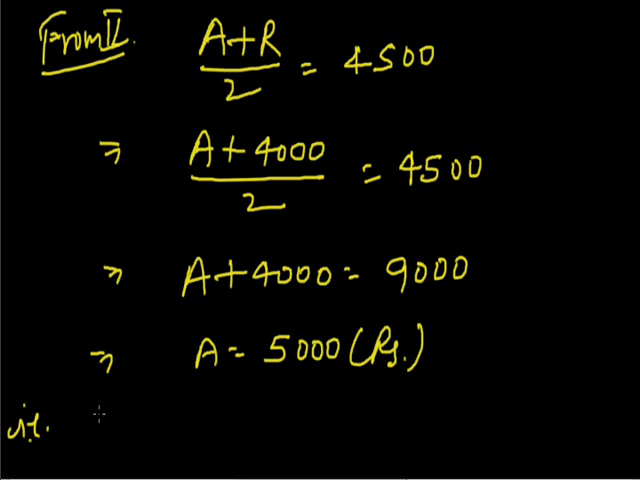 From II. A+R/2 = 4500
⇒ A+4000/2 = 4500
⇒ A+4000 = 9000
⇒ A = 5000 (Rs.)
i.e.